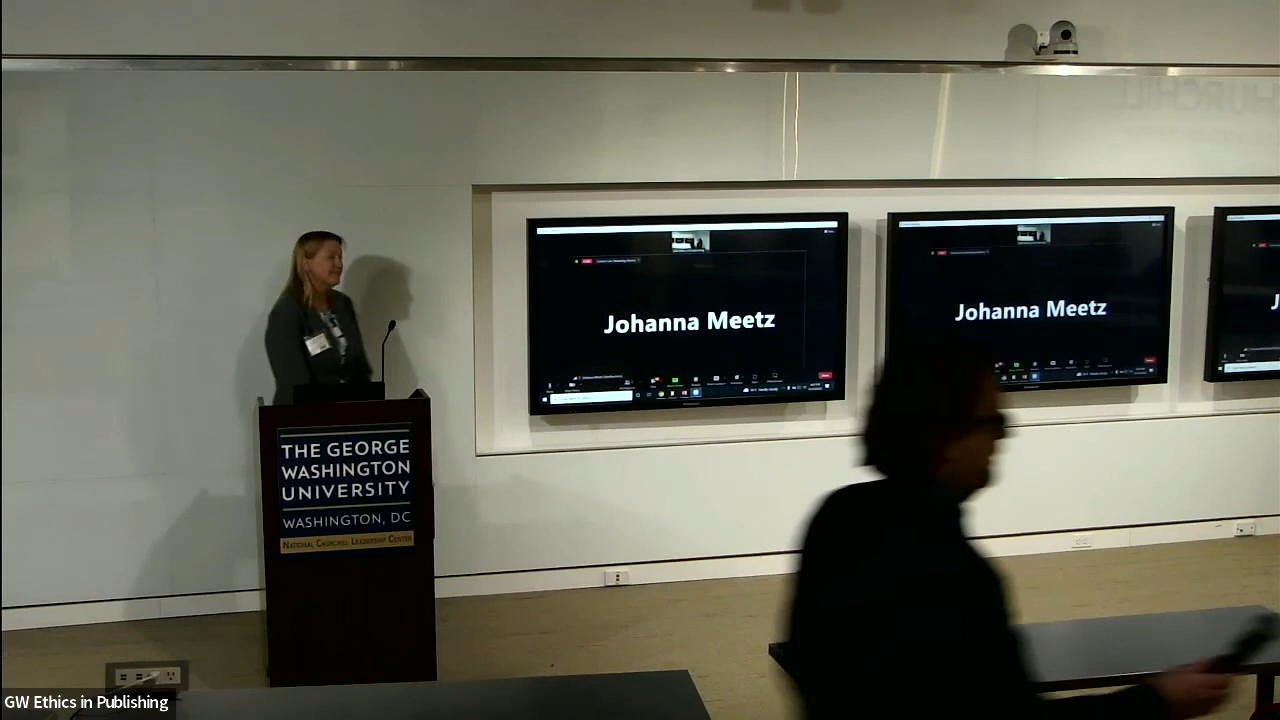 Johanna Meetz
Johanna Meetz
THE GEORGE
WASHINGTON
UNIVERSITY
WASHINGTON, DC
NATIONAL CHURCHILL LEADERSHIP CENTER
GW Ethics in Publishing